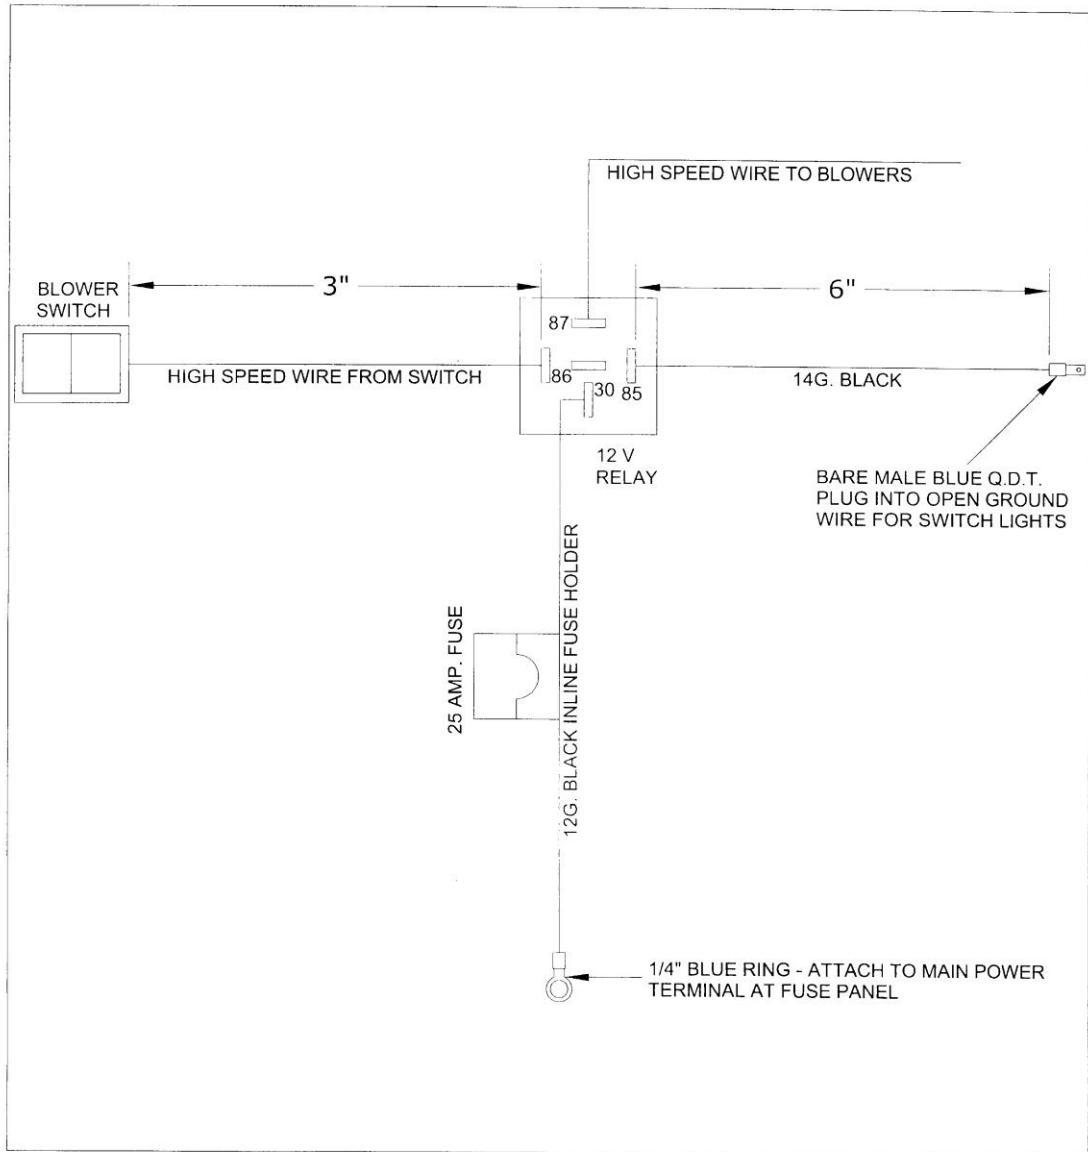 HIGH SPEED WIRE TO BLOWERS
BLOWER
SWITCH
3"
6"
87
HIGH SPEED WIRE FROM SWITCH
86
30
85
14G. BLACK
12 V
RELAY
BARE MALE BLUE Q.D.T.
PLUG INTO OPEN GROUND
WIRE FOR SWITCH LIGHTS
25 AMP. FUSE
12G. BLACK INLINE FUSE HOLDER
1/4" BLUE RING - ATTACH TO MAIN POWER
TERMINAL AT FUSE PANEL